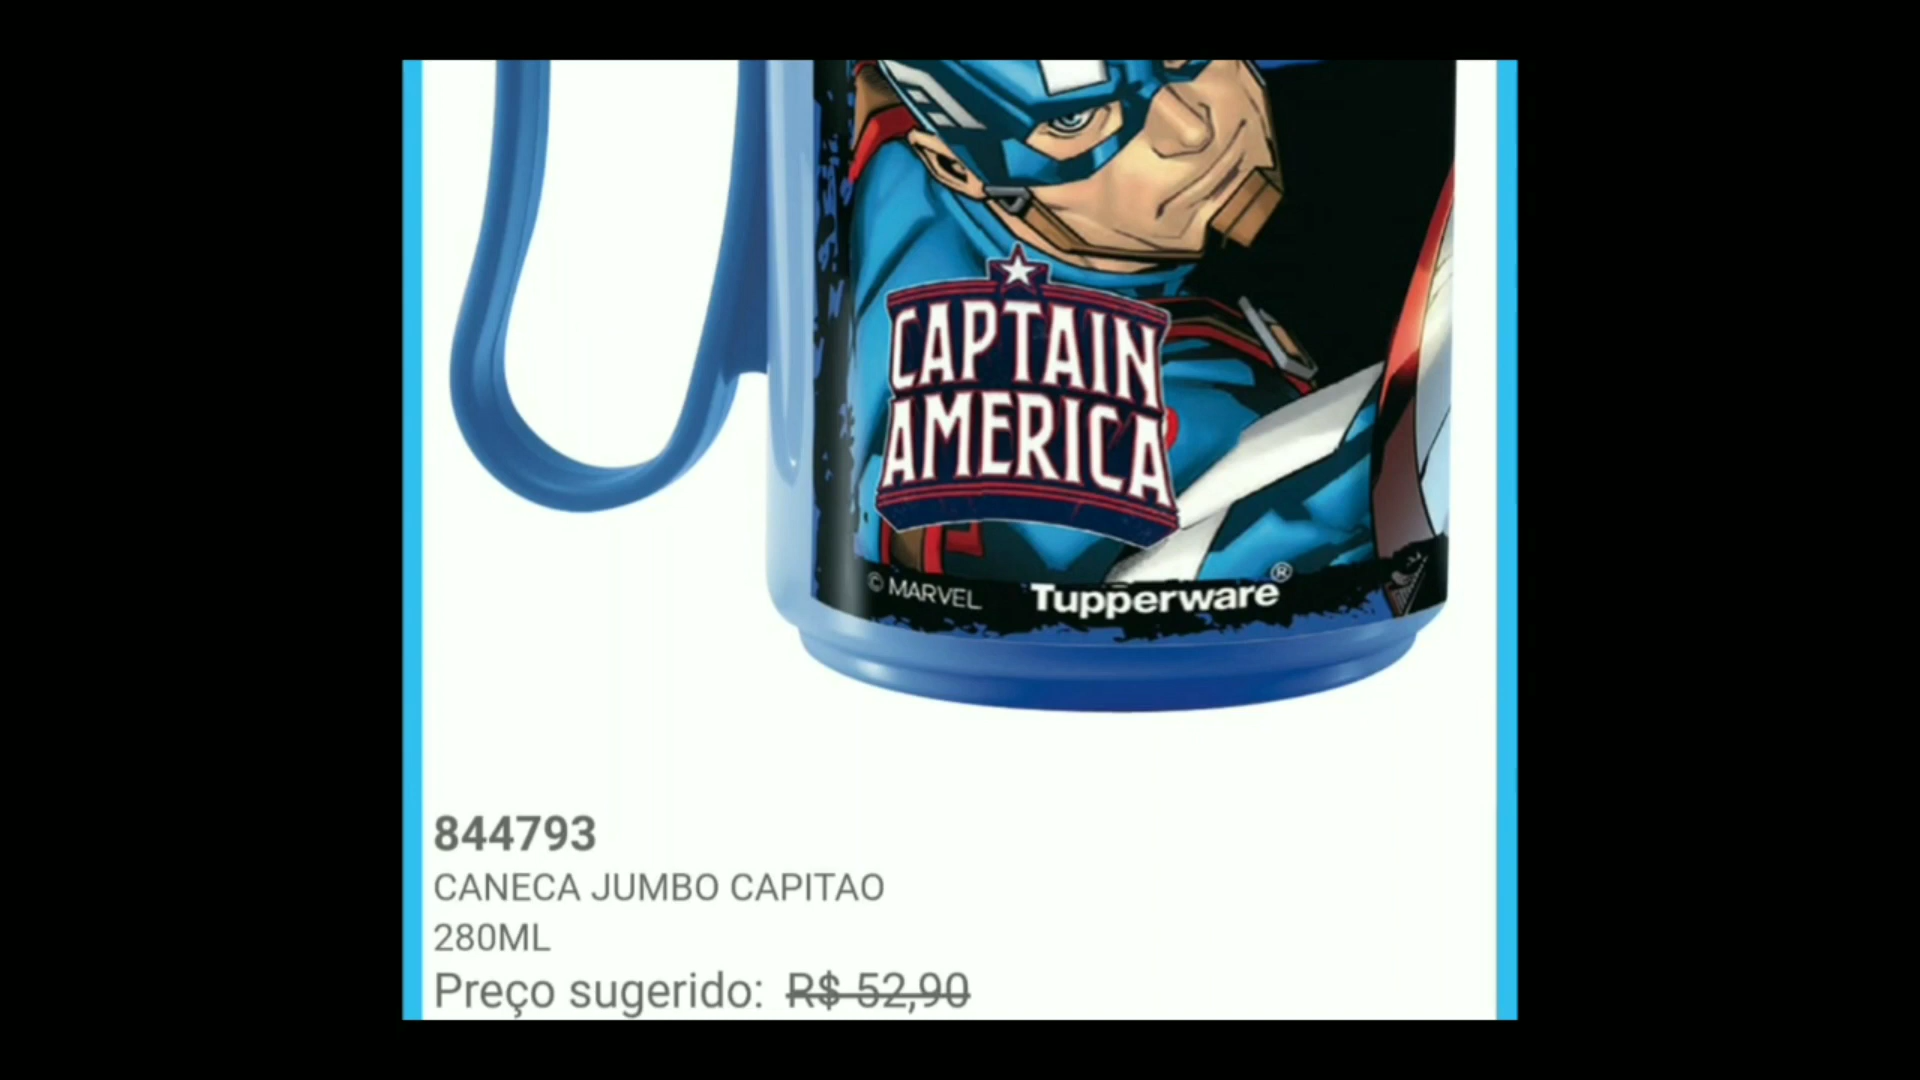 CAPTAIN
AMERICA
© MARVEL Tupperware®
844793
CANECA JUMBO CAPITAO
280ML
Preço sugerido: R$ 52,90